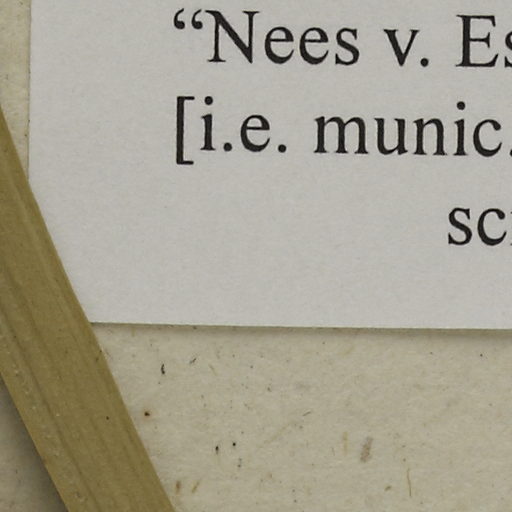 “Nees v. Es
[i.e. munic.
sc